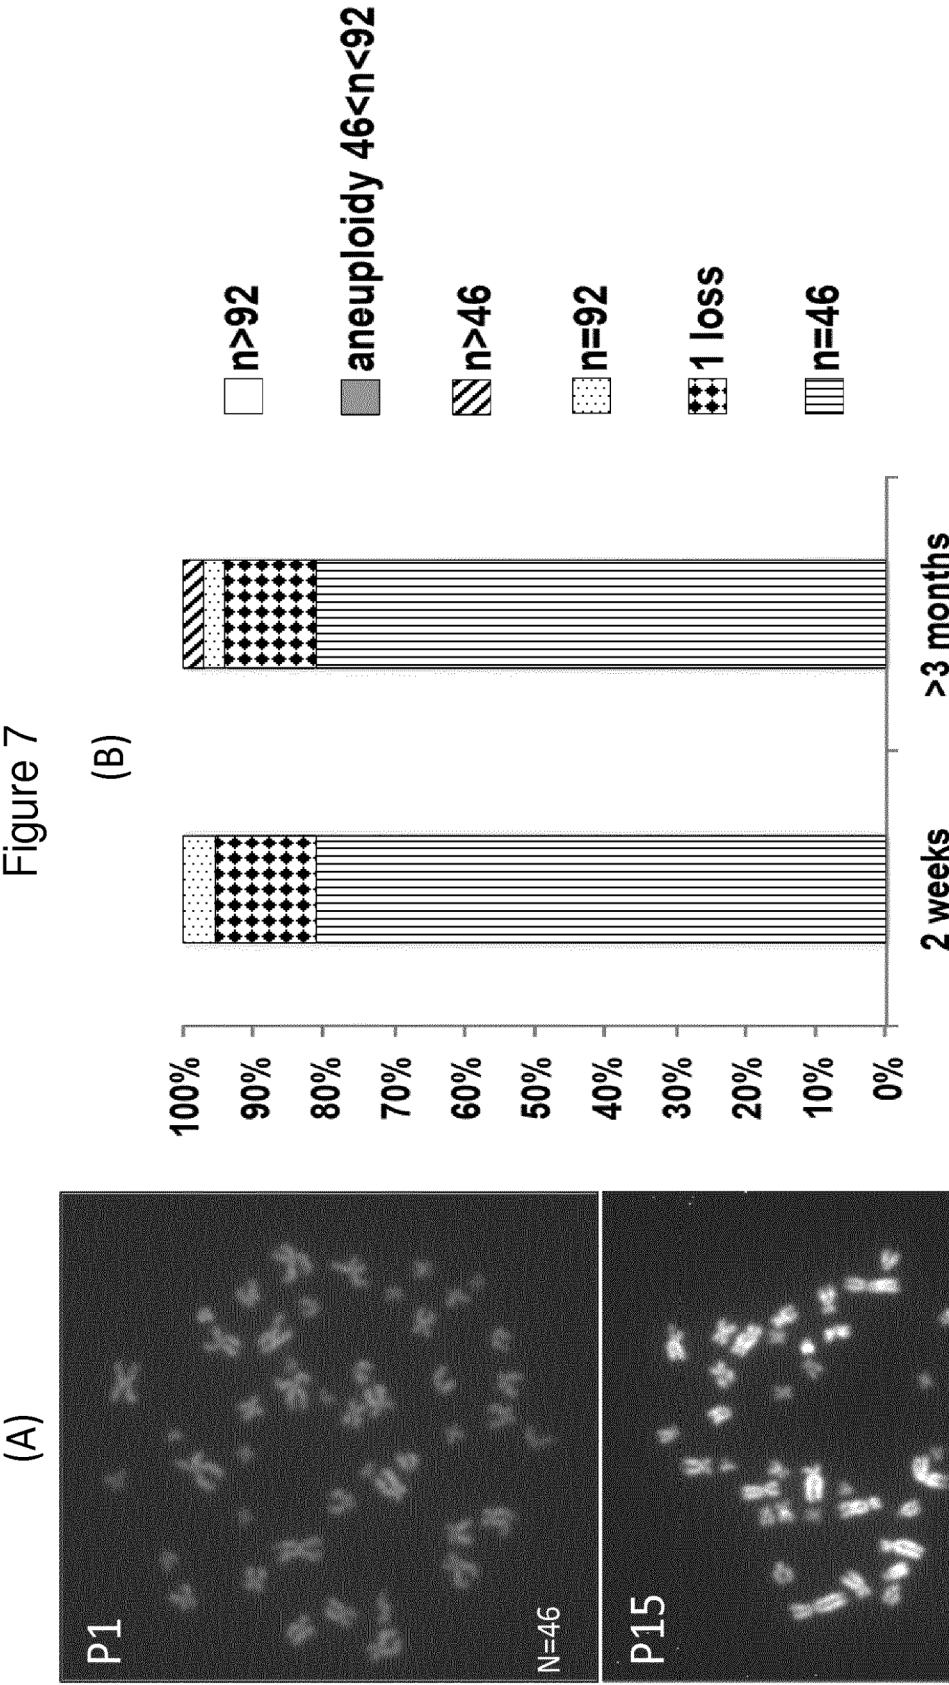 Figure 7
(A)
P1
N=46
P15
(B)
100%
90%
80%
70%
60%
50%
40%
30%
20%
10%
0%
2 weeks
>3 months
n>92
aneuploidy 46<n<92
n>46
n=92
1 loss
n=46